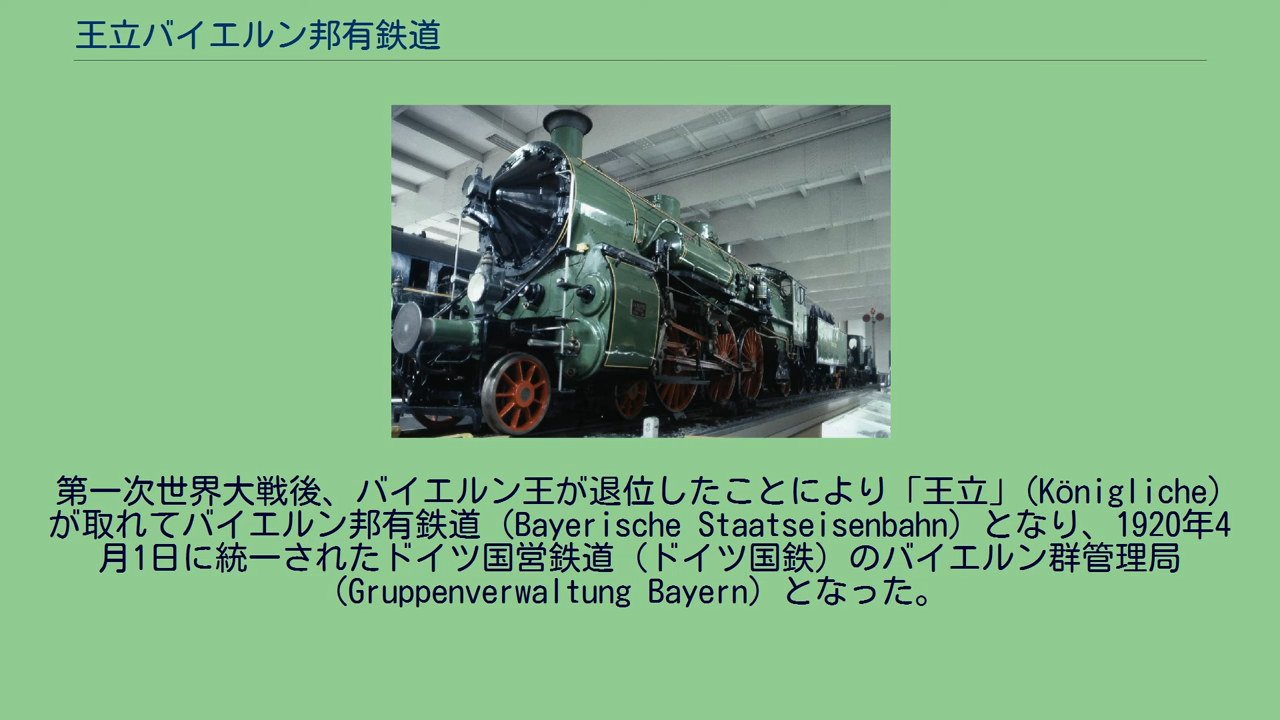 王立バイエルン邦有鉄道
第一次世界大戦後、バイエルン王が退位したことにより「王立」(Königliche)
が取れてバイエルン邦有鉄道（Bayerische Staatseisenbahn）となり、1920年4
月1日に統一されたドイツ国営鉄道（ドイツ国鉄）のバイエルン群管理局
（Gruppenverwaltung Bayern）となった。